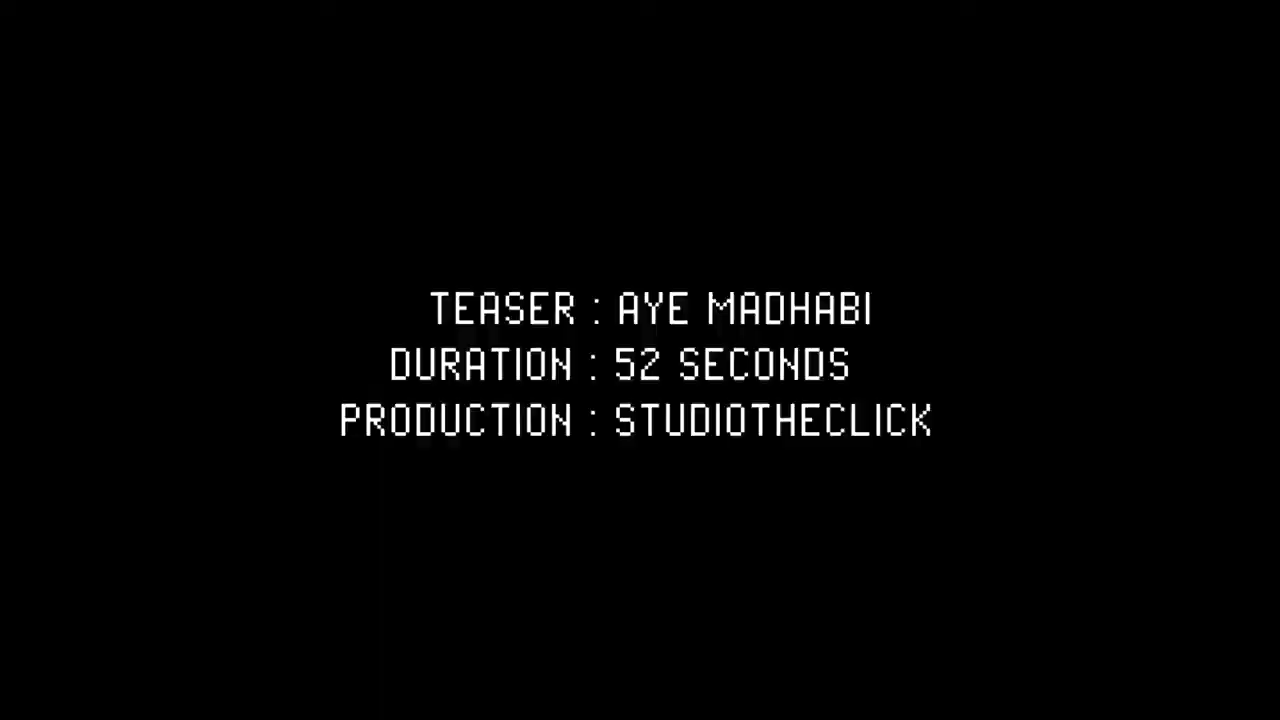 TEASER : AYE MADHABI
DURATION : 52 SECONDS
PRODUCTION : STUDIOTHECLICK